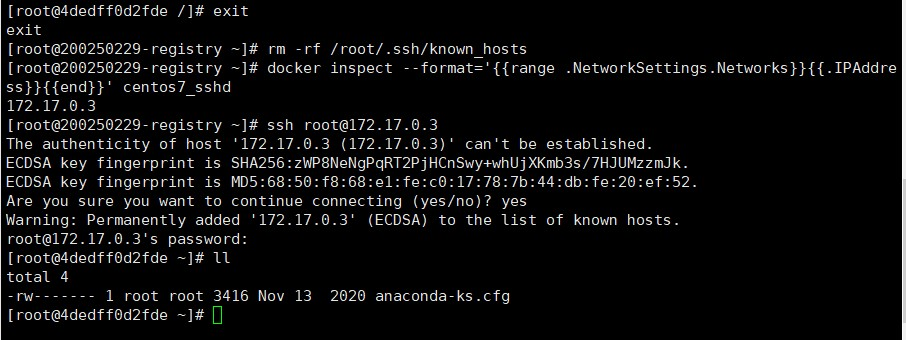 [root@4dedff0d2fde /]# exit
exit
[root@200250229-registry ~]# rm -rf /root/.ssh/known_hosts
[root@200250229-registry ~]# docker inspect --format='{{range .NetworkSettings.Networks}}{{.IPAddre
ss}}{{end}}' centos7_sshd
172.17.0.3
[root@200250229-registry ~]# ssh root@172.17.0.3
The authenticity of host '172.17.0.3 (172.17.0.3)' can't be established.
ECDSA key fingerprint is SHA256:zWP8NeNgPqRT2PjHCnSwy+whUjXKmb3s/7HJUMzzmJk.
ECDSA key fingerprint is MD5:68:50:f8:68:e1:fe:c0:17:78:7b:44:db:fe:20:ef:52.
Are you sure you want to continue connecting (yes/no)? yes
Warning: Permanently added '172.17.0.3' (ECDSA) to the list of known hosts.
root@172.17.0.3's password:
[root@4dedff0d2fde ~]# ll
total 4
-rw------- 1 root root 3416 Nov 13  2020 anaconda-ks.cfg
[root@4dedff0d2fde ~]#